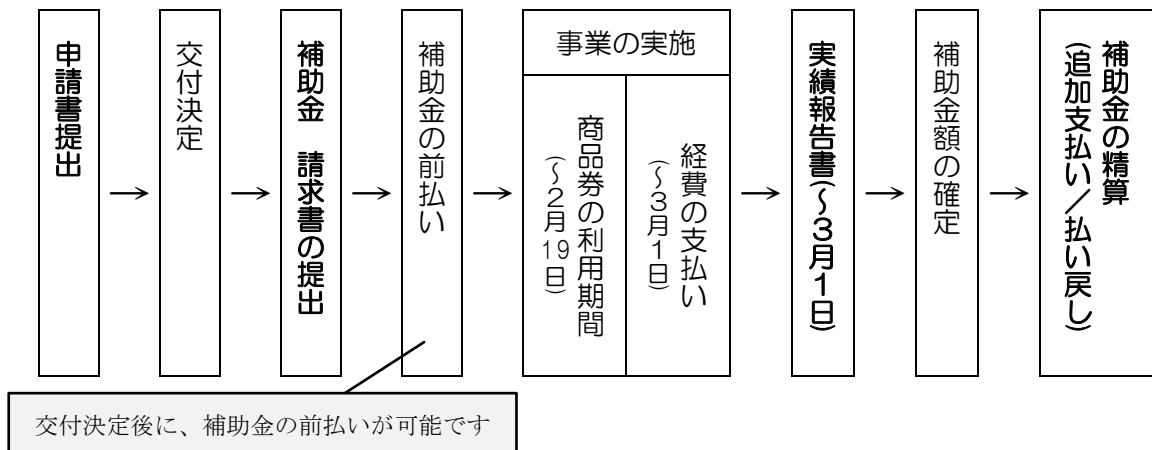 申請書提出
→
交付決定
→
補助金　請求書の提出
→
補助金の前払い
→
事業の実施
商品券の利用期間
（～２月19日）
経費の支払い
（～３月１日）
→
実績報告書（～３月１日）
→
補助金額の確定
→
補助金の精算
（追加支払い／払い戻し）
交付決定後に、補助金の前払いが可能です